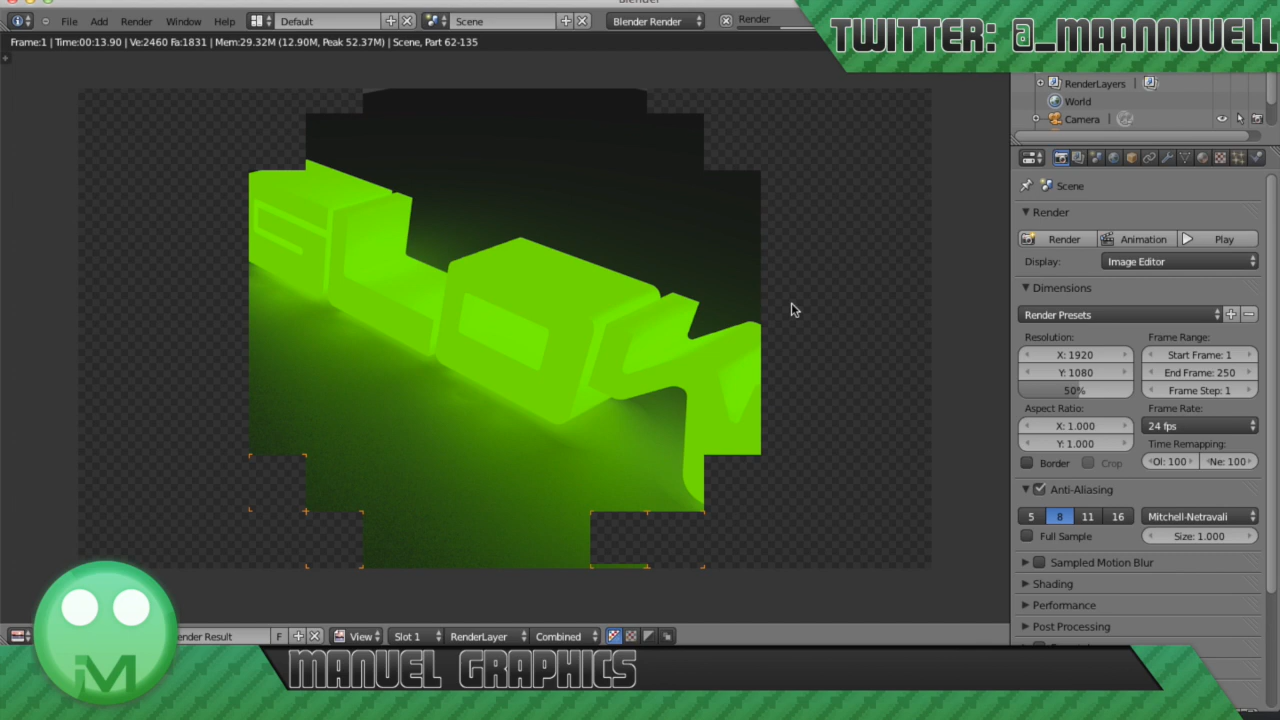 Blender
File Add Render Window Help Default Scene Blender Render Render
TWITTER: @_MAANNUVELL
Frame:1 | Time:00:13.90 | Ve:2460 Fa:1831 | Mem:29.32M (12.90M, Peak 52.37M) | Scene, Part 62-135
RenderLayers
World
Camera
Scene
Render
Render Animation Play
Display: Image Editor
Dimensions
Render Presets
Resolution: Frame Range:
X: 1920 Start Frame: 1
Y: 1080 End Frame: 250
50% Frame Step: 1
Aspect Ratio: Frame Rate:
X: 1.000 24 fps
Y: 1.000 Time Remapping:
Border Crop Ol: 100 Ne: 100
Anti-Aliasing
5 8 11 16 Mitchell-Netravali
Full Sample Size: 1.000
Sampled Motion Blur
Shading
Performance
Post Processing
ender Result F View Slot 1 RenderLayer Combined
iM
MANUEL GRAPHICS